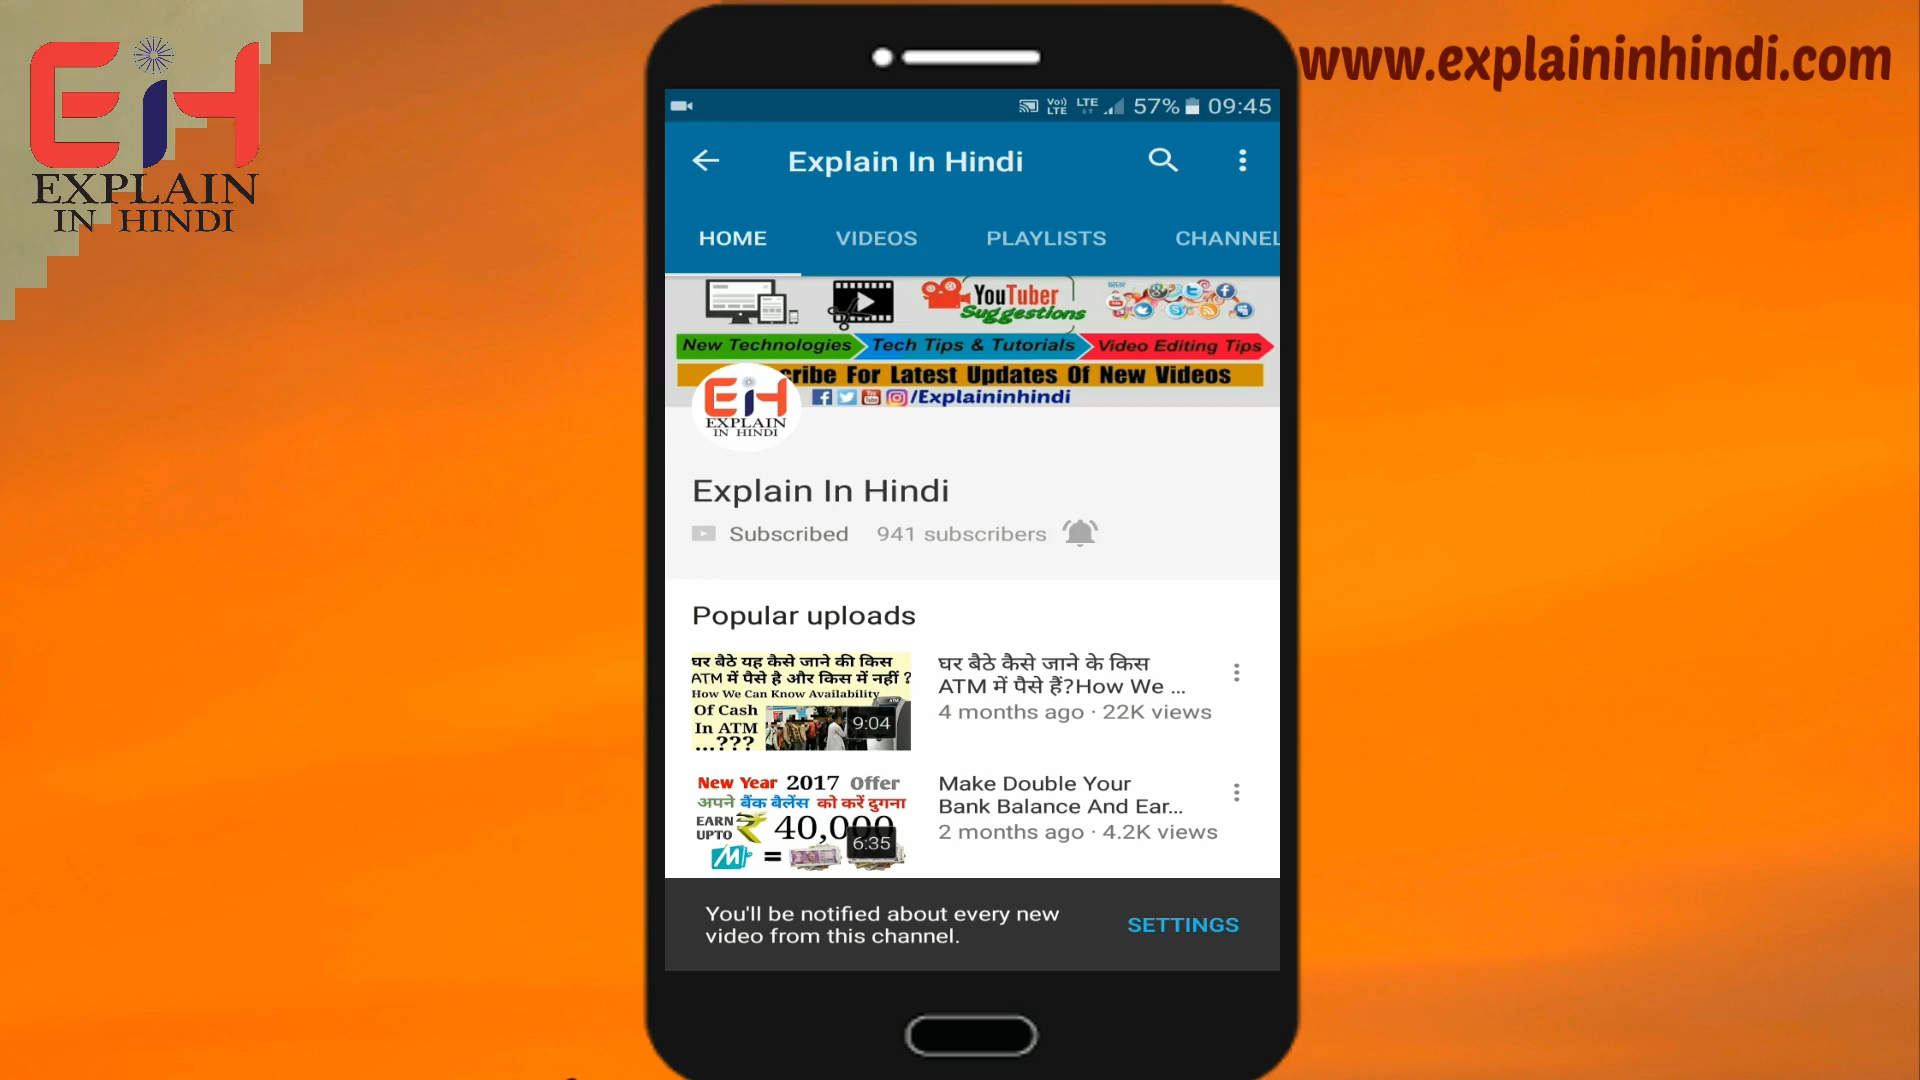 EIH
EXPLAIN
IN HINDI
www.explaininhindi.com
Vo))
LTE
LTE
57%
09:45
Explain In Hindi
HOME
VIDEOS
PLAYLISTS
CHANNEL
YouTuber
Suggestions
New Technologies
Tech Tips & Tutorials
Video Editing Tips
cribe For Latest Updates Of New Videos
/Explaininhindi
EIH
EXPLAIN
IN HINDI
Explain In Hindi
Subscribed
941 subscribers
Popular uploads
घर बैठे यह कैसे जाने की किस
ATM में पैसे है और किस में नहीं ?
How We Can Know Availability
Of Cash
In ATM
...???
9:04
घर बैठे कैसे जाने के किस
ATM में पैसे हैं?How We ...
4 months ago · 22K views
New Year 2017 Offer
अपने बैंक बैलेंस को करें दुगना
EARN
UPTO
₹ 40,000
M
=
6:35
Make Double Your
Bank Balance And Ear...
2 months ago · 4.2K views
You'll be notified about every new
video from this channel.
SETTINGS